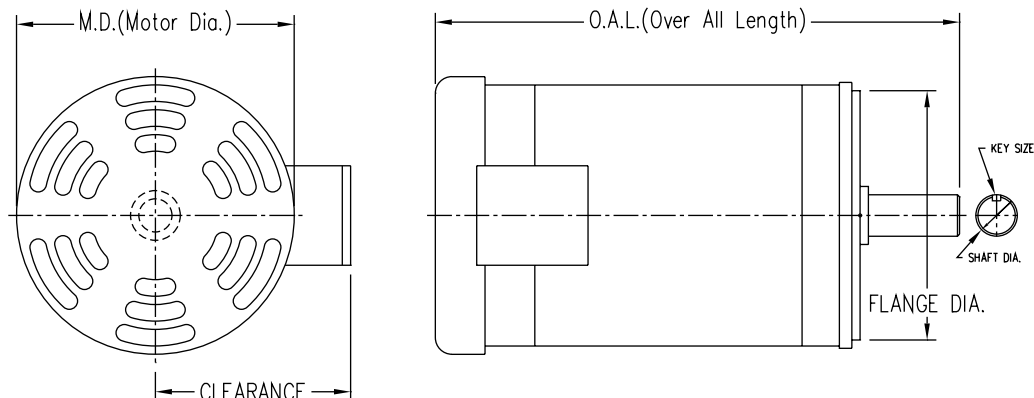 M.D.(Motor Dia.)
O.A.L.(Over All Length)
KEY SIZE
SHAFT DIA.
FLANGE DIA.
CLEARANCE